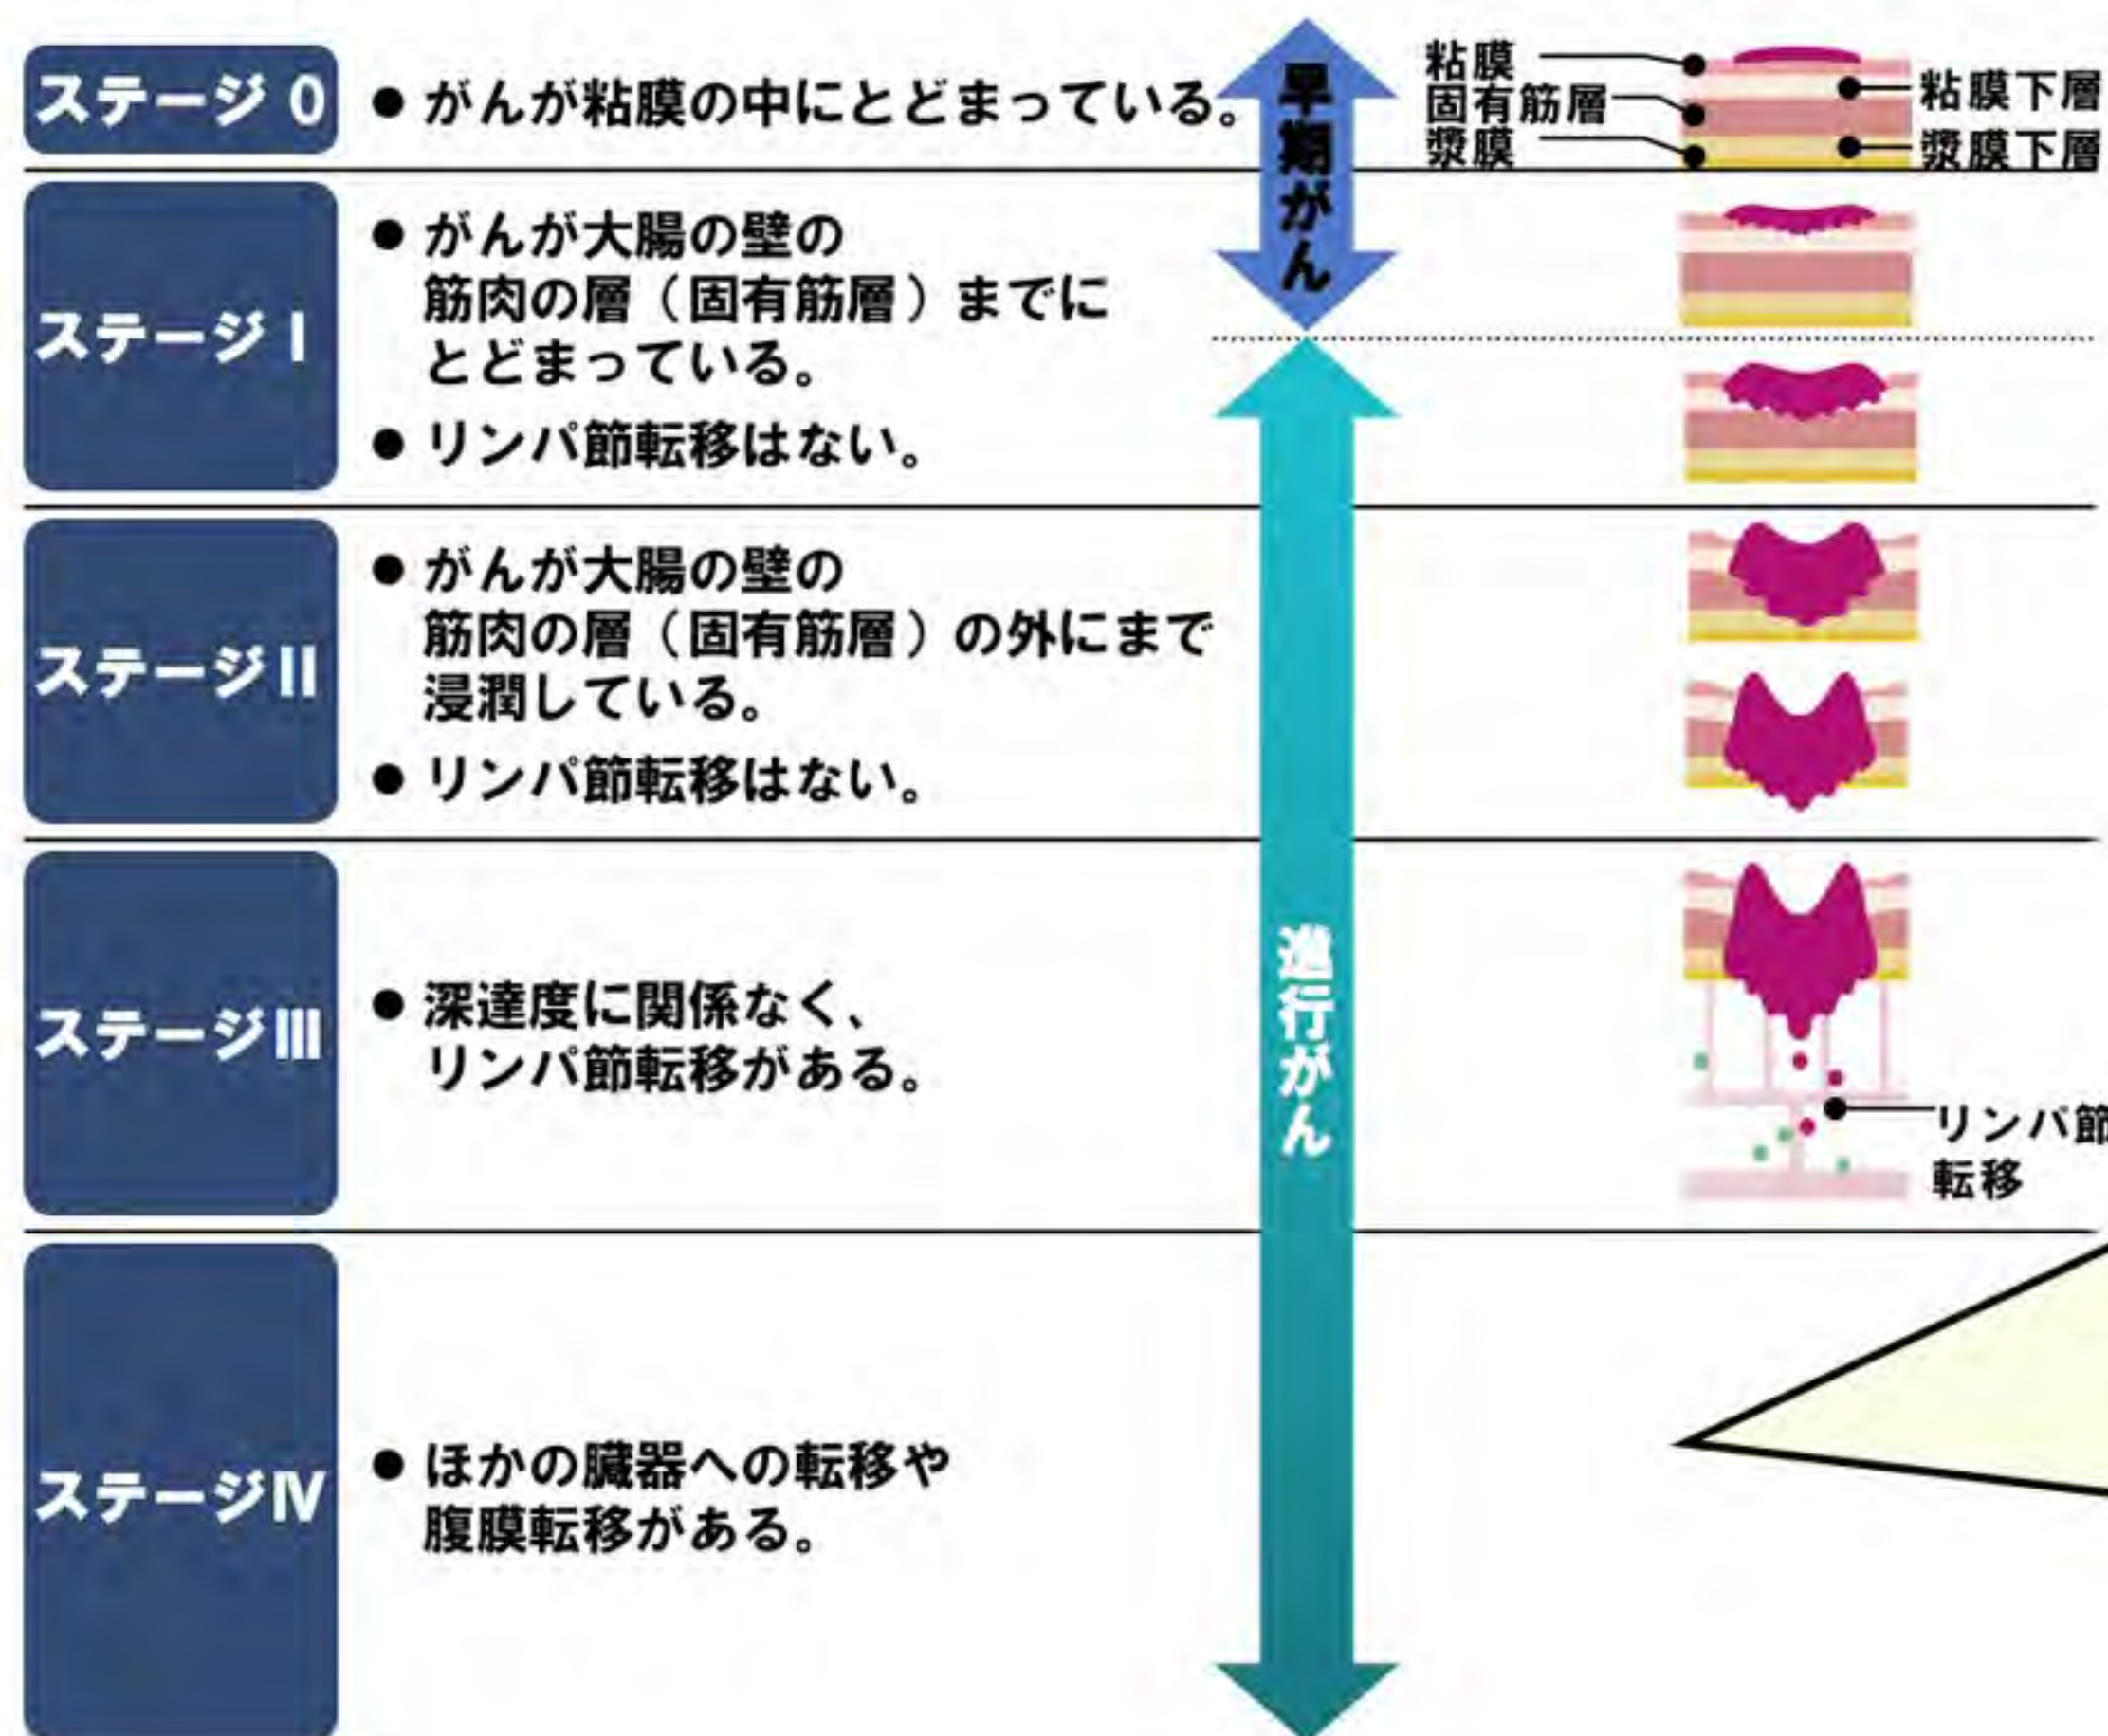 ステージ 0
● がんが粘膜の中にとどまっている。
早期がん
粘膜
固有筋層
漿膜
粘膜下層
漿膜下層
ステージ I
● がんが大腸の壁の
筋肉の層（固有筋層）までに
とどまっている。
● リンパ節転移はない。
ステージ II
● がんが大腸の壁の
筋肉の層（固有筋層）の外にまで
浸潤している。
● リンパ節転移はない。
ステージ III
● 深達度に関係なく、
リンパ節転移がある。
進行がん
リンパ節
転移
ステージ IV
● ほかの臓器への転移や
腹膜転移がある。